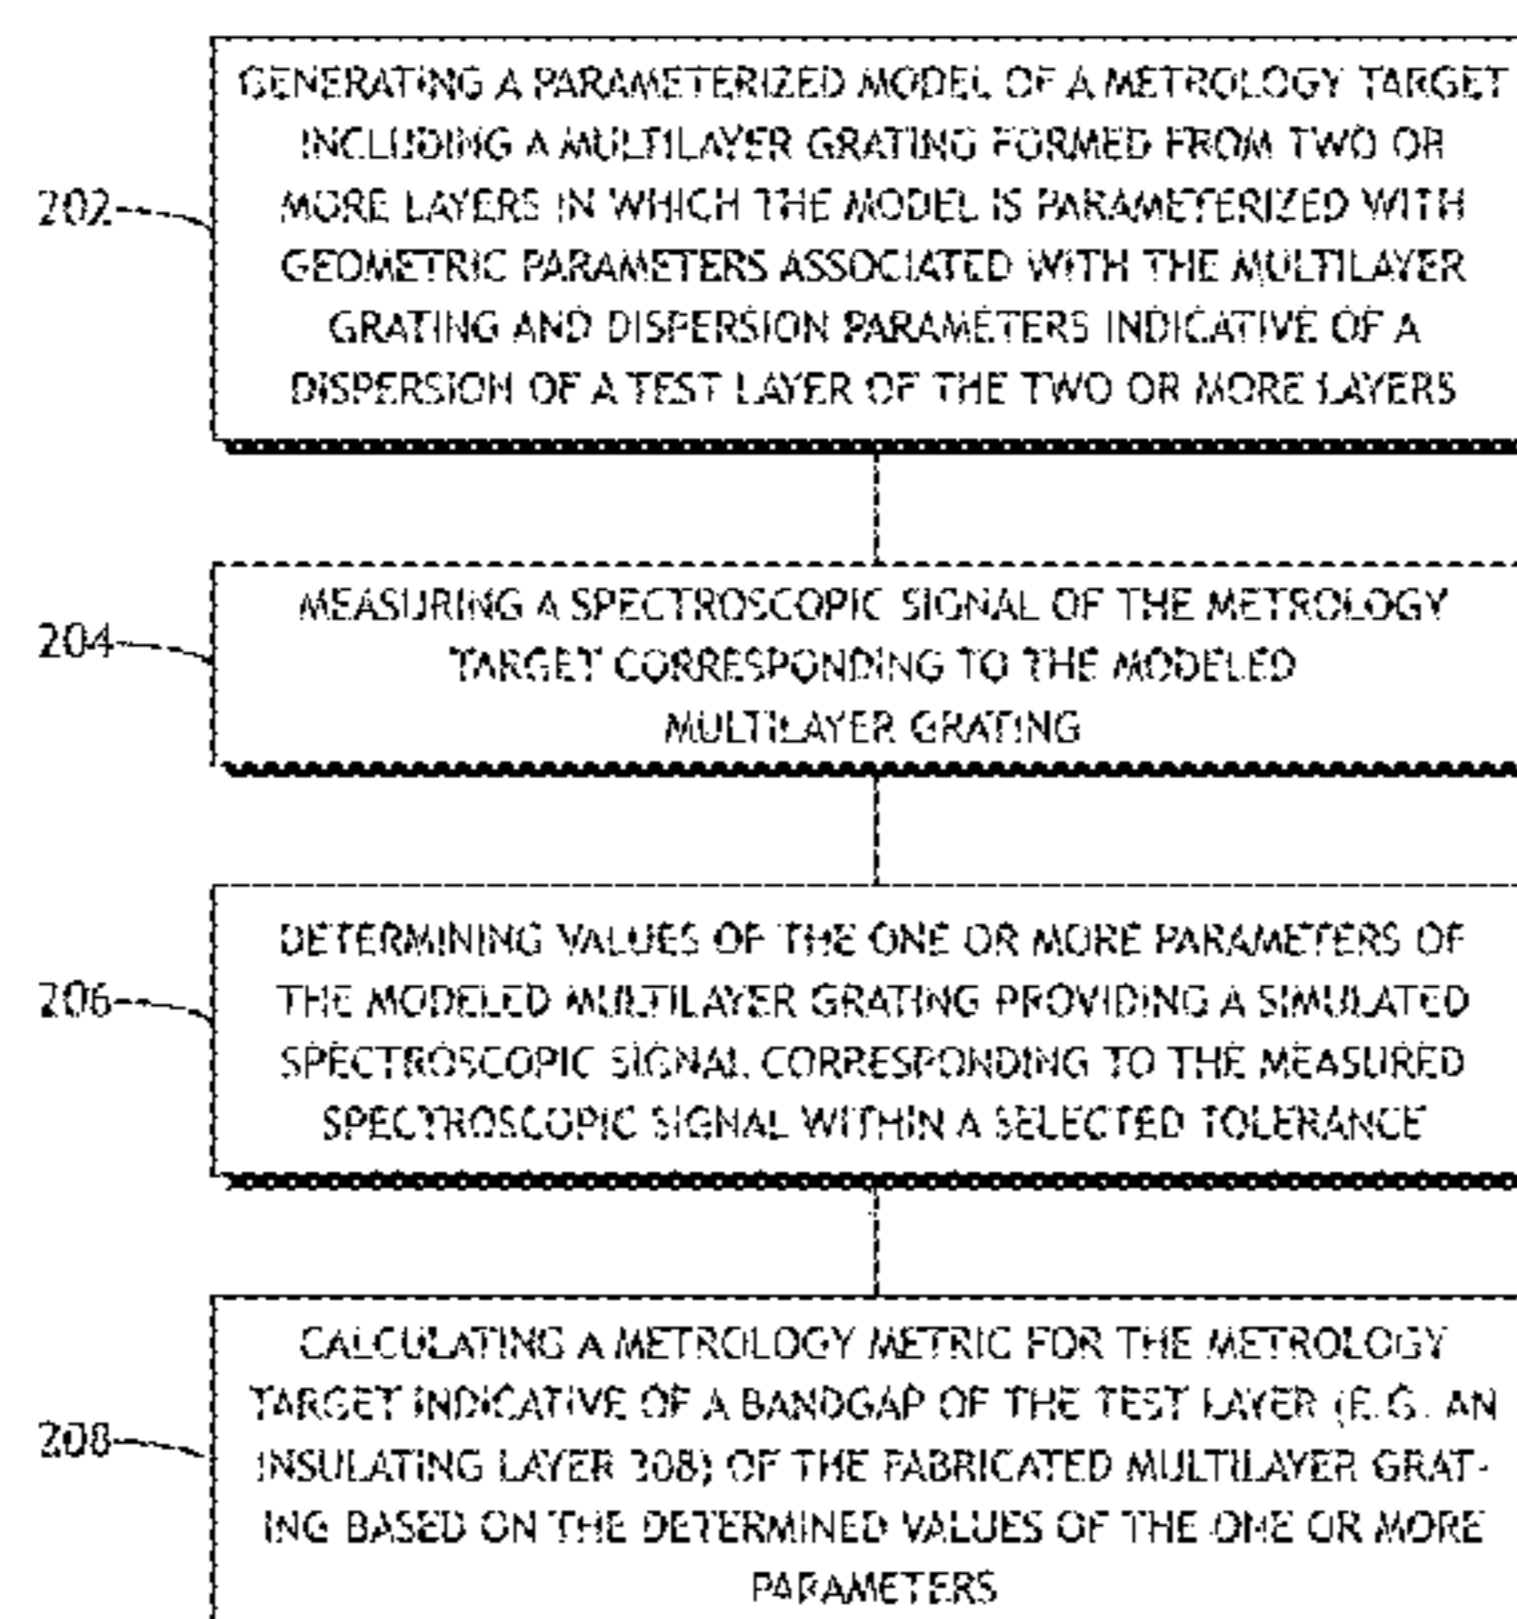 GENERATING A PARAMETERIZED MODEL OF A METROLOGY TARGET
INCLUDING A MULTILAYER GRATING FORMED FROM TWO OR
202
MORE LAYERS IN WHICH THE MODEL IS PARAMETERIZED WITH
GEOMETRIC PARAMETERS ASSOCIATED WITH THE MULTILAYER
GRATING AND DISPERSION PARAMETERS INDICATIVE OF A
DISPERSION OF A TEST LAYER OF THE TWO OR MORE LAYERS
MEASURING A SPECTROSCOPIC SIGNAL OF THE METROLOGY
204
TARGET CORRESPONDING TO THE MODELED
MULTILAYER GRATING
DETERMINING VALUES OF THE ONE OR MORE PARAMETERS OF
206
THE MODELED MULTILAYER GRATING PROVIDING A SIMULATED
SPECTROSCOPIC SIGNAL CORRESPONDING TO THE MEASURED
SPECTROSCOPIC SIGNAL WITHIN A SELECTED TOLERANCE
CALCULATING A METROLOGY METRIC FOR THE METROLOGY
TARGET INDICATIVE OF A BANDGAP OF THE TEST LAYER (E.G. AN
208
INSULATING LAYER 308) OF THE FABRICATED MULTILAYER GRAT-
ING BASED ON THE DETERMINED VALUES OF THE ONE OR MORE
PARAMETERS